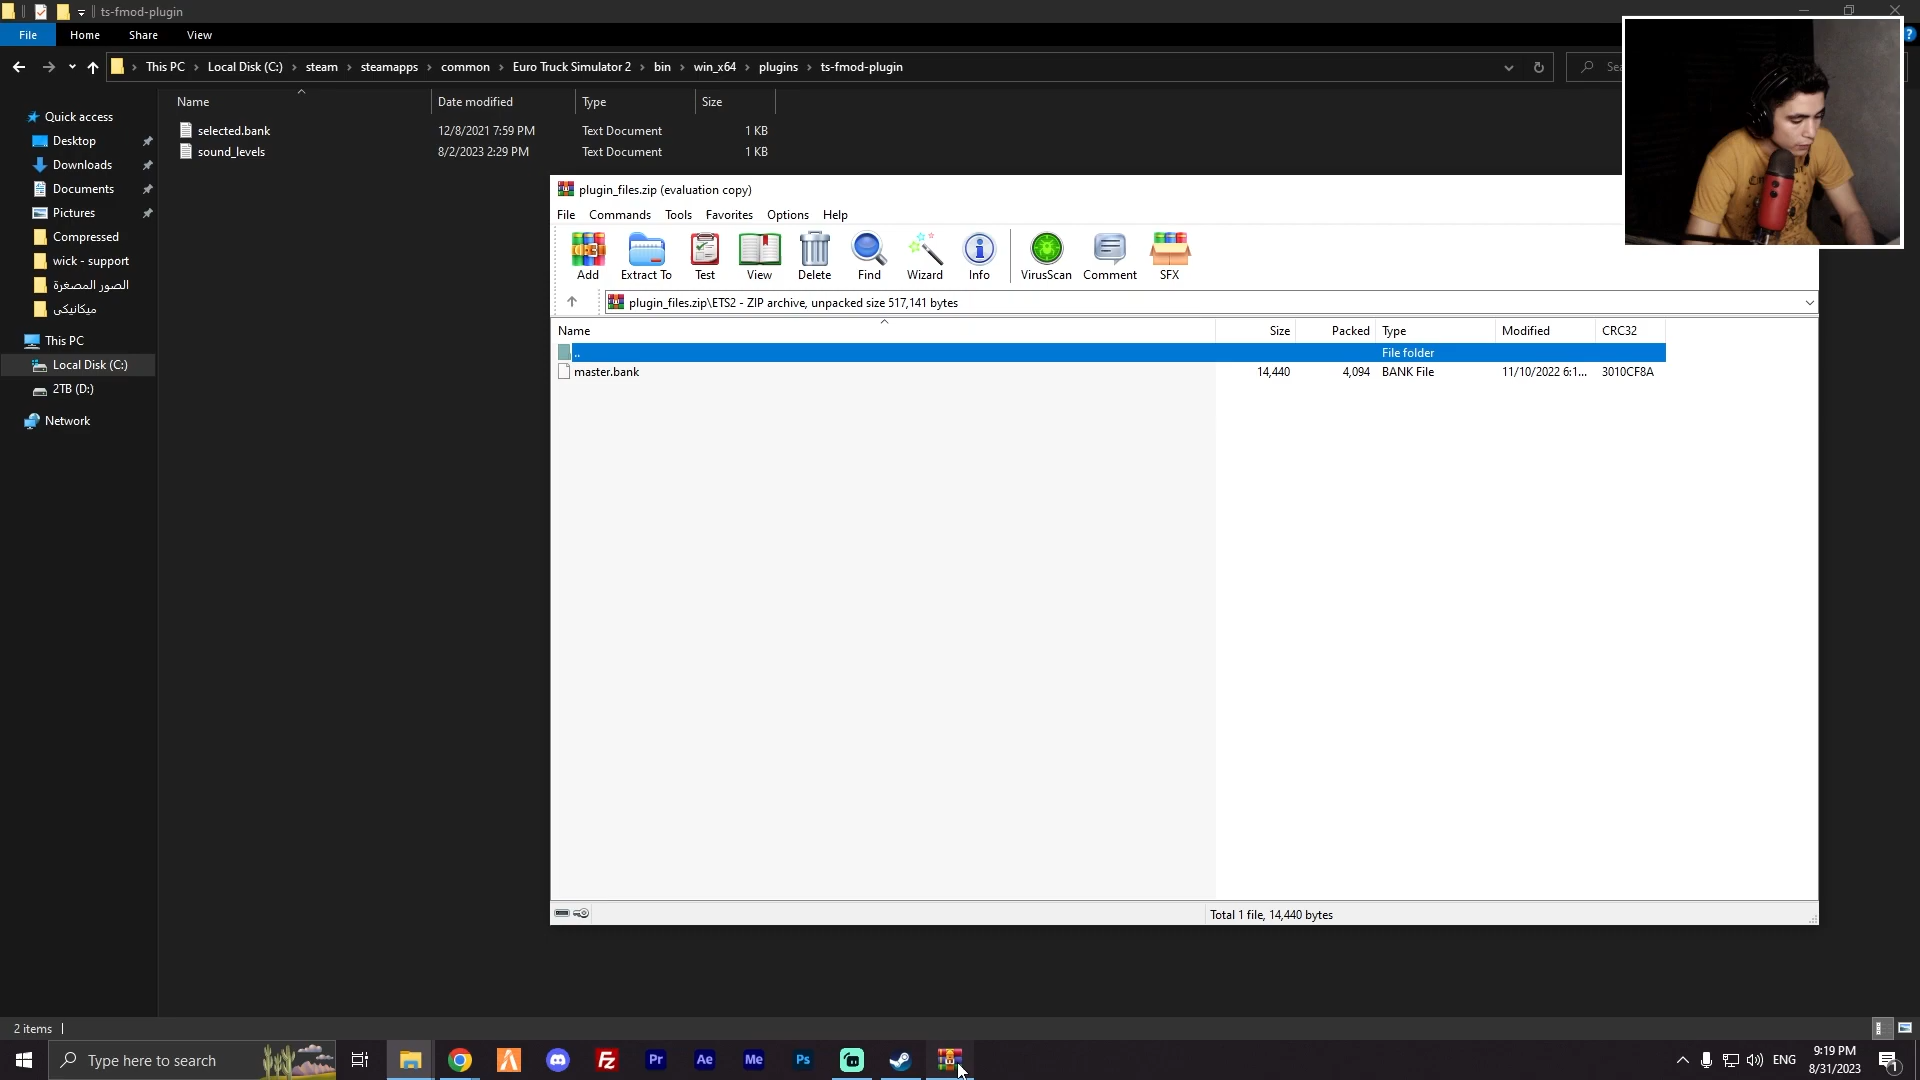 ts-fmod-plugin
File Home Share View
This PC Local Disk (C:) steam steamapps common Euro Truck Simulator 2 bin win_x64 plugins ts-fmod-plugin
Name Date modified Type Size
selected.bank 12/8/2021 7:59 PM Text Document 1 KB
sound_levels 8/2/2023 2:29 PM Text Document 1 KB
Quick access
Desktop
Downloads
Documents
Pictures
Compressed
wick - support
الصور المصغرة
ميكانيكى
This PC
Local Disk (C:)
2TB (D:)
Network
plugin_files.zip (evaluation copy)
File Commands Tools Favorites Options Help
Add Extract To Test View Delete Find Wizard Info VirusScan Comment SFX
plugin_files.zip\ETS2 - ZIP archive, unpacked size 517,141 bytes
Name Size Packed Type Modified CRC32
.. File folder
master.bank 14,440 4,094 BANK File 11/10/2022 6:1... 3010CF8A
Total 1 file, 14,440 bytes
2 items
Type here to search
Pr Ae Me Ps
ENG
9:19 PM
8/31/2023
1